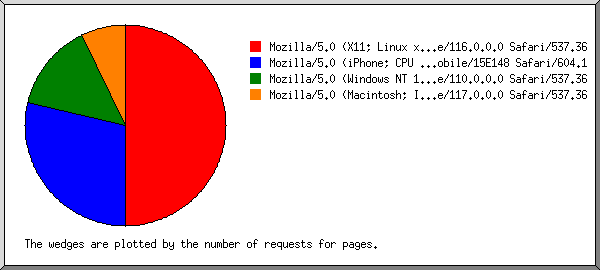 Mozilla/5.0 (X11; Linux x...e/116.0.0.0 Safari/537.36
Mozilla/5.0 (iPhone; CPU ...obile/15E148 Safari/604.1
Mozilla/5.0 (Windows NT 1...e/110.0.0.0 Safari/537.36
Mozilla/5.0 (Macintosh; I...e/117.0.0.0 Safari/537.36
The wedges are plotted by the number of requests for pages.